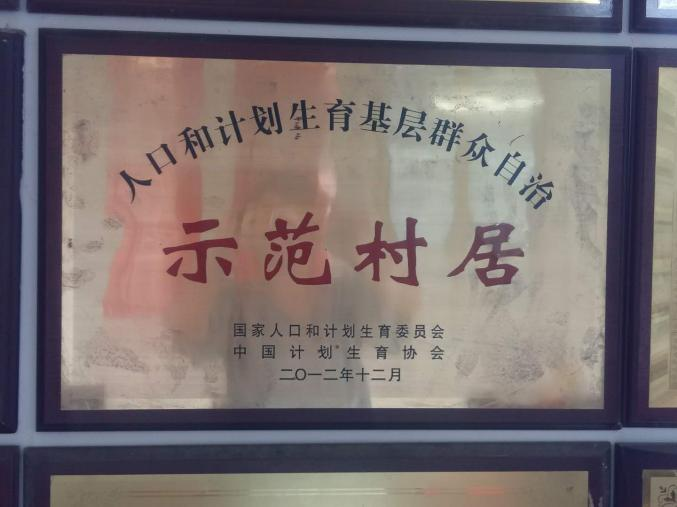 人口和计划生育基层群众自治
示范村居
国家人口和计划生育委员会
中国计划生育协会
二〇一二年十二月